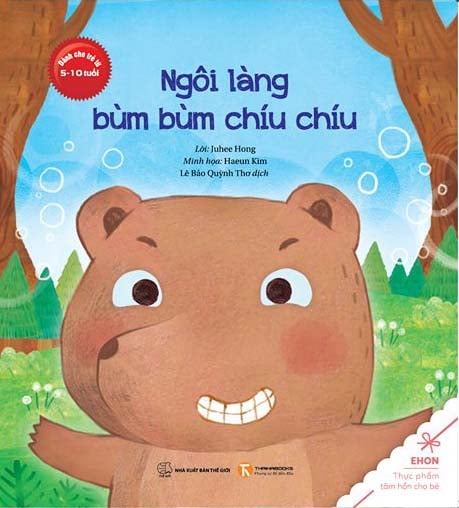 Dành cho trẻ từ
5-10 tuổi
Ngôi làng
bùm bùm chíu chíu
Lời: Juhee Hong
Minh họa: Haeun Kim
Lê Bảo Quỳnh Thơ dịch
NHÀ XUẤT BẢN THẾ GIỚI
THAIHABOOKS
EHON
Thực phẩm
tâm hồn cho bé